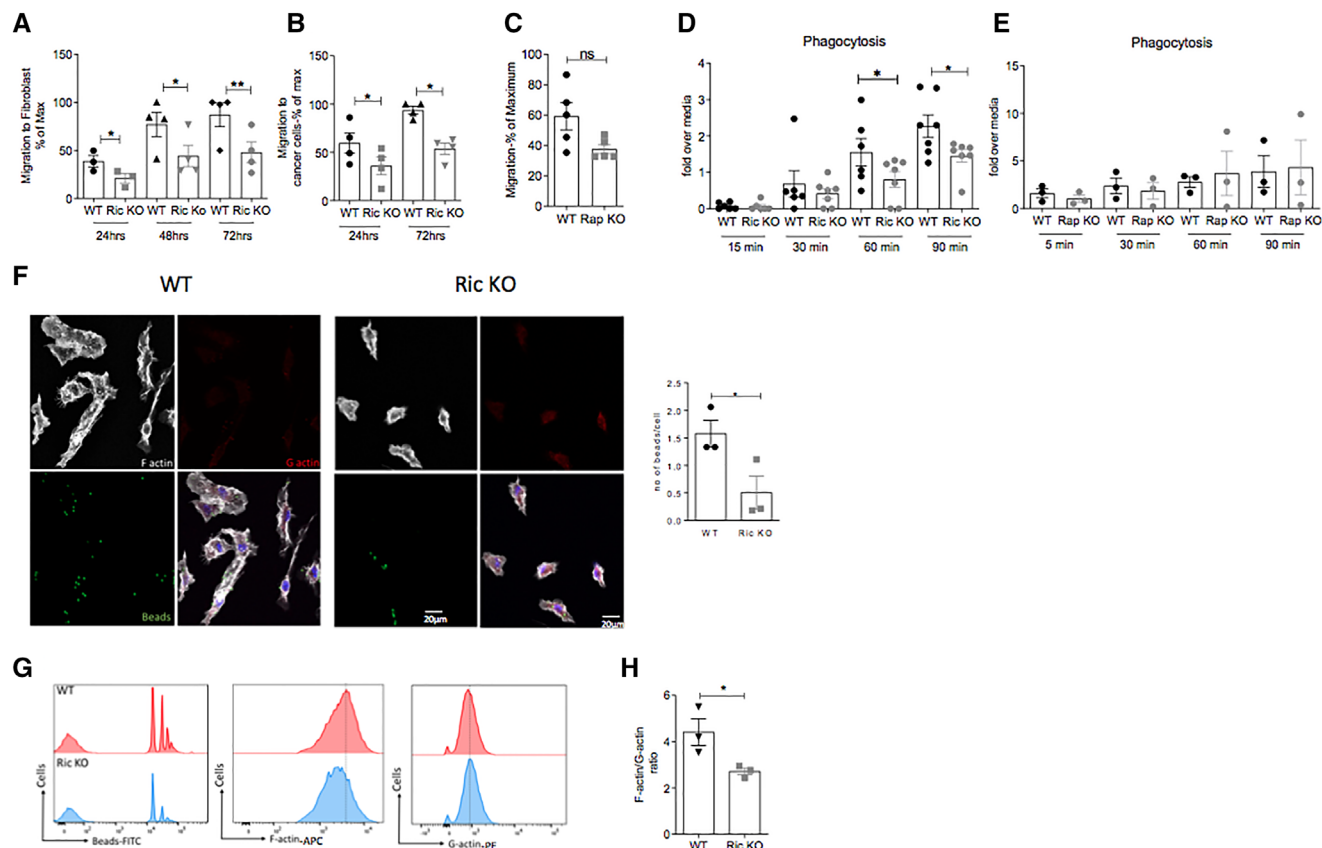 A
Migration to Fibroblast
% of Max
150
100
50
0
*
*
**
WT Ric KO
WT Ric Ko
WT Ric KO
24hrs
48hrs
72hrs
B
Migration to
cancer cells-% of max
150
100
50
0
*
*
WT Ric KO
WT Ric KO
24hrs
72hrs
C
Migration-% of Maximum
100
80
60
40
20
0
ns
WT Rap KO
D
Phagocytosis
fold over media
4
3
2
1
0
*
*
WT Ric KO
WT Ric KO
WT Ric KO
WT Ric KO
15 min
30 min
60 min
90 min
E
Phagocytosis
fold over media
15
10
5
0
WT Rap KO
WT Rap KO
WT Rap KO
WT Rap KO
5 min
30 min
60 min
90 min
F
WT
Ric KO
F actin
G actin
Beads
20µm
20µm
no of beads/cell
2.5
2.0
1.5
1.0
0.5
0.0
*
WT
Ric KO
G
WT
Ric KO
Cells
Beads-FITC
Cells
F-actin-APC
Cells
G-actin-PE
H
F-actin/G-actin
ratio
6
4
2
0
*
WT
Ric KO